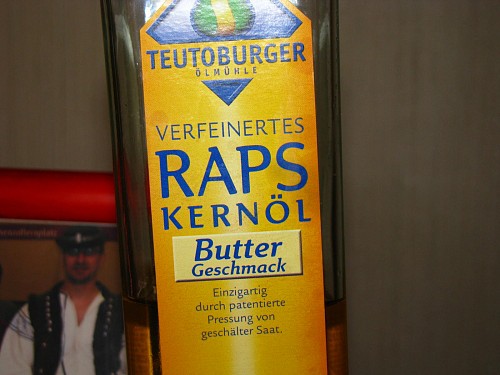 TEUTOBURGER
ÖLMÜHLE
VERFEINERTES
RAPS
KERNÖL
Butter
Geschmack
Einzigartig
durch patentierte
Pressung von
geschälter Saat.